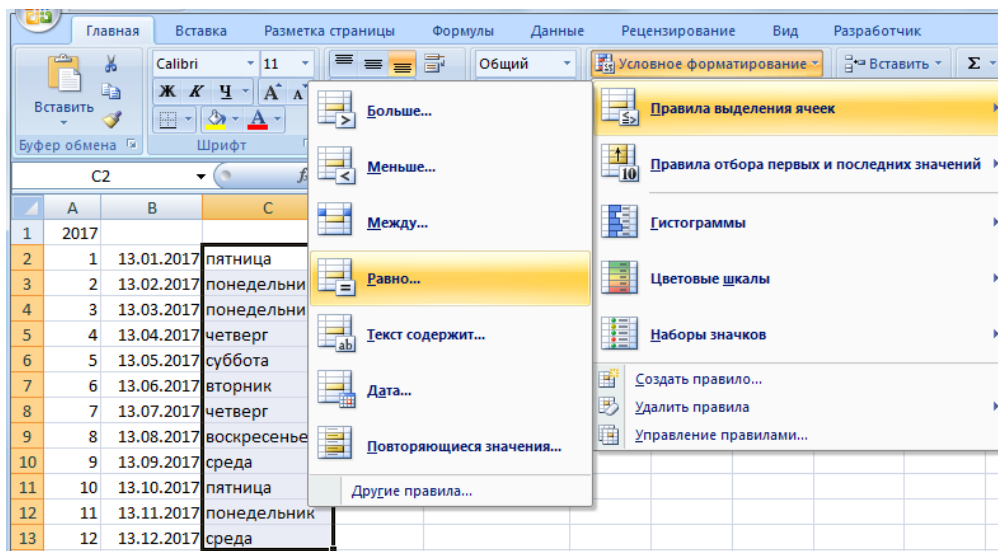 Главная Вставка Разметка страницы Формулы Данные Рецензирование Вид Разработчик
Вставить
Calibri 11
Ж К Ч A A
A
Общий
Условное форматирование
Вставить Σ
Буфер обмена Шрифт
C2
A B C
1 2017
2 1 13.01.2017 пятница
3 2 13.02.2017 понедельни
4 3 13.03.2017 понедельни
5 4 13.04.2017 четверг
6 5 13.05.2017 суббота
7 6 13.06.2017 вторник
8 7 13.07.2017 четверг
9 8 13.08.2017 воскресенье
10 9 13.09.2017 среда
11 10 13.10.2017 пятница
12 11 13.11.2017 понедельник
13 12 13.12.2017 среда
Больше...
Меньше...
Между...
Равно...
Текст содержит...
Дата...
Повторяющиеся значения...
Другие правила...
Правила выделения ячеек
Правила отбора первых и последних значений
Гистограммы
Цветовые шкалы
Наборы значков
Создать правило...
Удалить правила
Управление правилами...